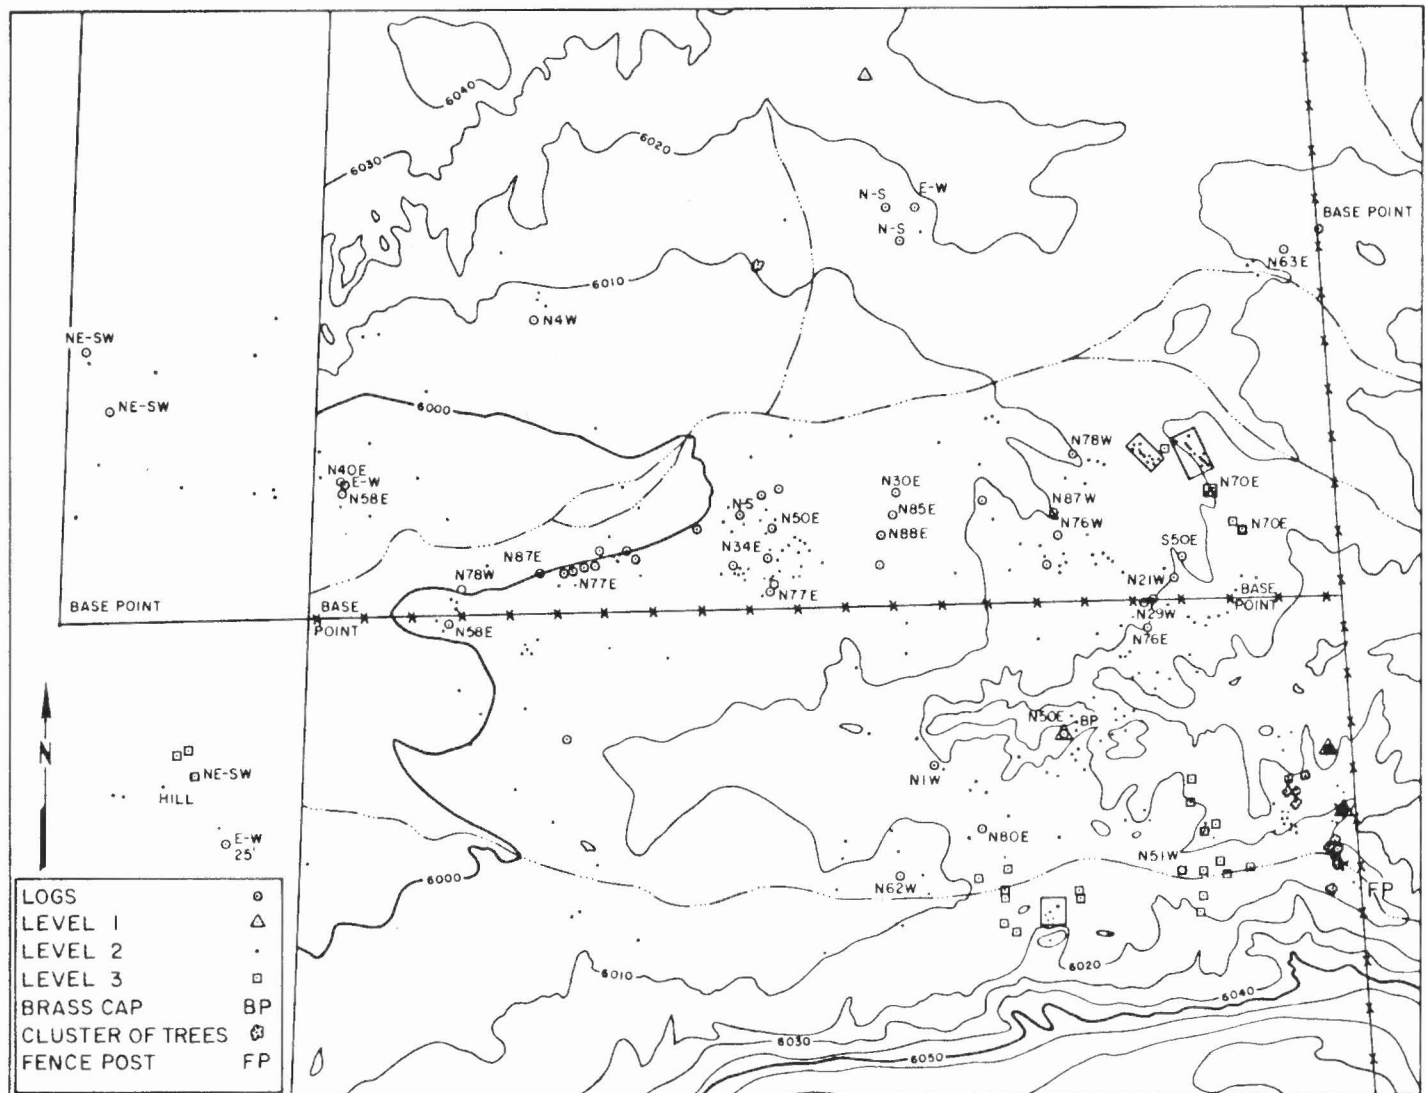 6040
6030
6020
N-S
E-W
N-S
BASE POINT
N63E
6010
N4W
NE-SW
NE-SW
6000
N78W
N40E
E-W
N58E
N30E
N70E
N-S
N85E
N87W
N50E
N76W
N70E
N88E
N34E
S50E
N87E
N78W
N77E
N21W
N77E
BASE POINT
BASE
POINT
BASE
POINT
N29W
N58E
N76E
N50E
BP
N
N1W
NE-SW
HILL
E-W
25'
N80E
N51W
N62W
FP
6000
6010
6020
6040
6030
6050
LOGS
LEVEL 1
LEVEL 2
LEVEL 3
BRASS CAP BP
CLUSTER OF TREES
FENCE POST FP